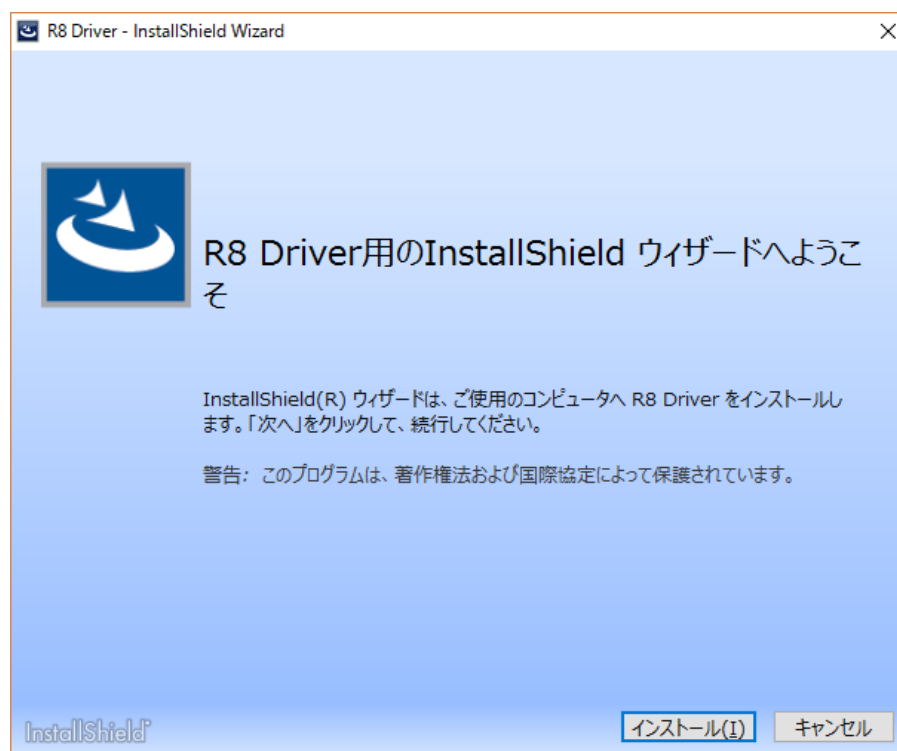 R8 Driver - InstallShield Wizard
R8 Driver用のInstallShield ウィザードへようこ
そ
InstallShield(R) ウィザードは、ご使用のコンピュータへ R8 Driver をインストールし
ます。「次へ」をクリックして、続行してください。
警告: このプログラムは、著作権法および国際協定によって保護されています。
InstallShield
インストール(I)
キャンセル